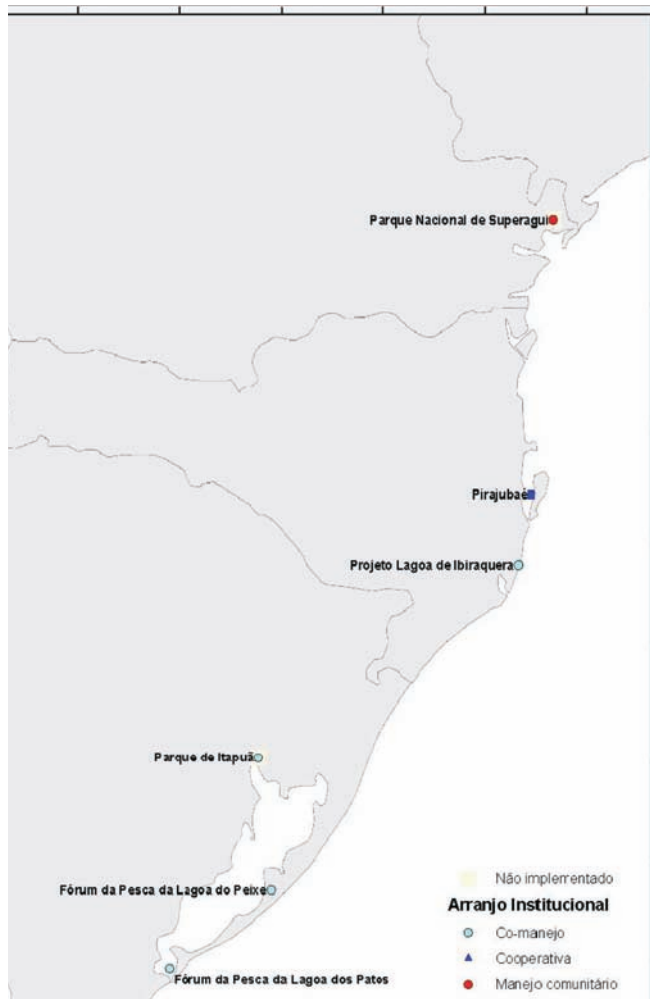 Parque Nacional de Superagui
Pirajubaé
Projeto Lagoa de Ibiraquera
Parque de Itapuã
Fórum da Pesca da Lagoa do Peixe
Fórum da Pesca da Lagoa dos Patos
Não implementado
Arranjo Institucional
Co-manejo
Cooperativa
Manejo comunitário